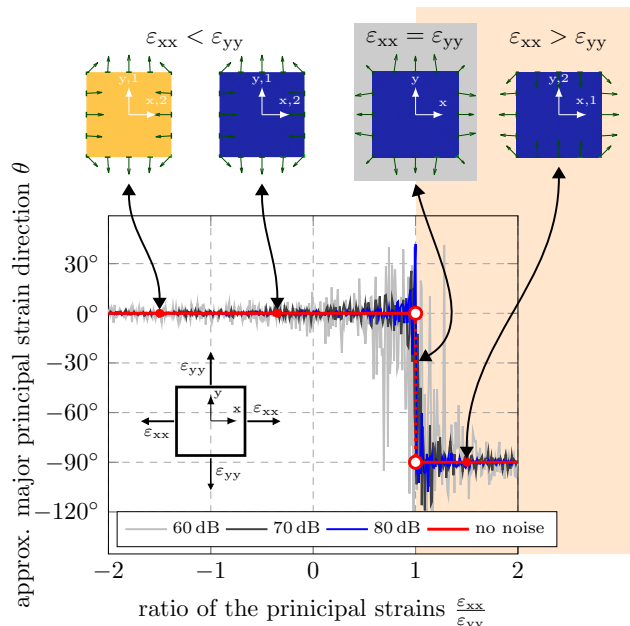 εxx < εyy
εxx = εyy
εxx > εyy
y,1
x,2
y,1
x,2
y
x
y,2
x,1
approx. major principal strain direction θ
30°
0°
−30°
−60°
−90°
−120°
εyy
y
x
εxx
εxx
εyy
60 dB 70 dB 80 dB no noise
−2 −1 0 1 2
ratio of the prinicipal strains εxx/εyy